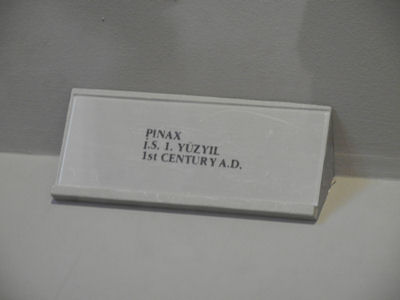 PINAX
İ.S. 1. YÜZYIL
1st CENTURY A.D.